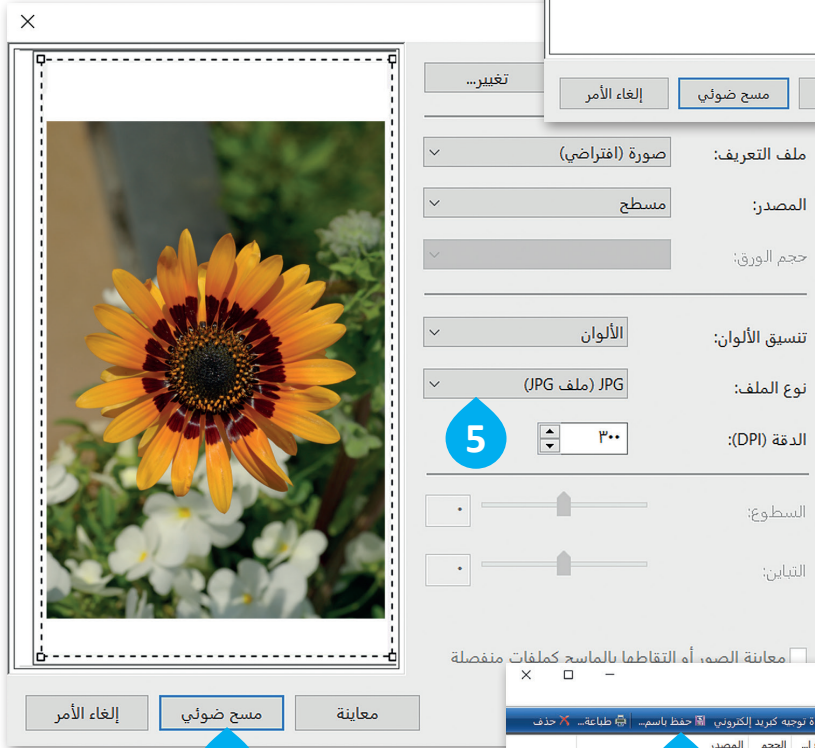 إلغاء الأمر
مسح ضوئي
تغيير...
ملف التعريف:
صورة (افتراضي)
المصدر:
مسطح
حجم الورق:
تنسيق الألوان:
الألوان
نوع الملف:
JPG (ملف JPG)
5
الدقة (DPI):
٣٠٠
السطوع:
٠
التباين:
٠
معاينة الصور أو التقاطها بالماسح كملفات منفصلة
معاينة
مسح ضوئي
إلغاء الأمر
توجيه كبريد إلكتروني حفظ باسم... طباعة... حذف
الحجم المصدر